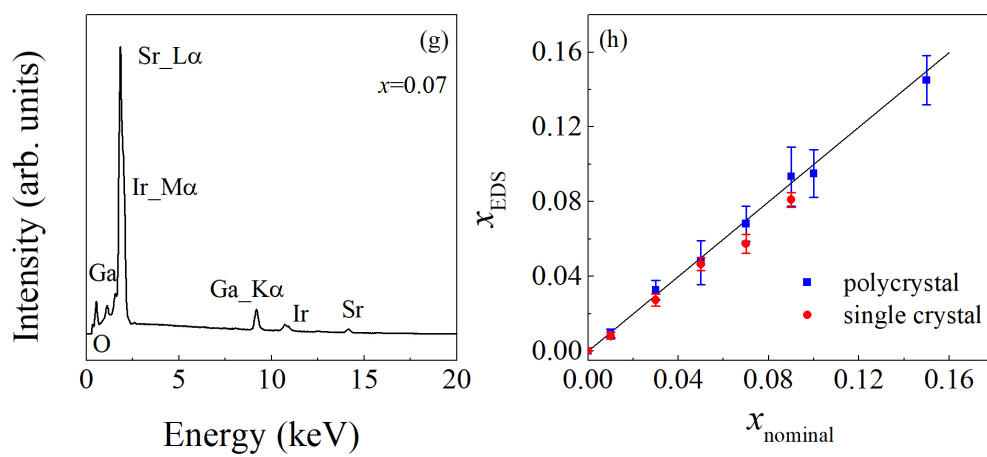 (g)
Sr_Lα
x=0.07
Ir_Mα
Ga
Ga_Kα
Ir
Sr
O
0
5
10
15
20
Energy (keV)
Intensity (arb. units)
(h)
0.16
0.12
0.08
0.04
0.00
polycrystal
single crystal
0.00
0.04
0.08
0.12
0.16
x_nominal
x_EDS